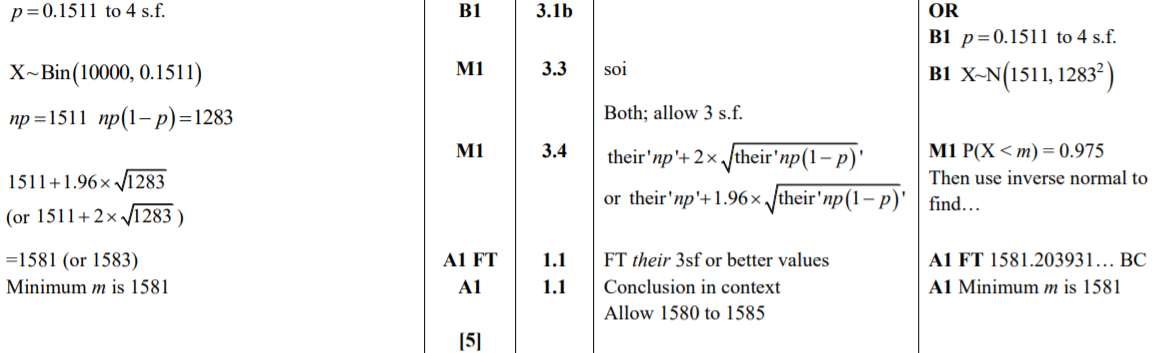 p = 0.1511 to 4 s.f. B1 3.1b OR
B1 p = 0.1511 to 4 s.f.
X~Bin(10000, 0.1511) M1 3.3 soi B1 X~N(1511, 1283²)
np = 1511 np(1 − p) = 1283 Both; allow 3 s.f.
M1 3.4 their 'np' + 2 × √their 'np(1 − p)' M1 P(X < m) = 0.975
1511 + 1.96 × √1283 Then use inverse normal to
(or 1511 + 2 × √1283) or their 'np' + 1.96 × √their 'np(1 − p)' find…
=1581 (or 1583) A1 FT 1.1 FT their 3sf or better values A1 FT 1581.203931… BC
Minimum m is 1581 A1 1.1 Conclusion in context A1 Minimum m is 1581
Allow 1580 to 1585
[5]